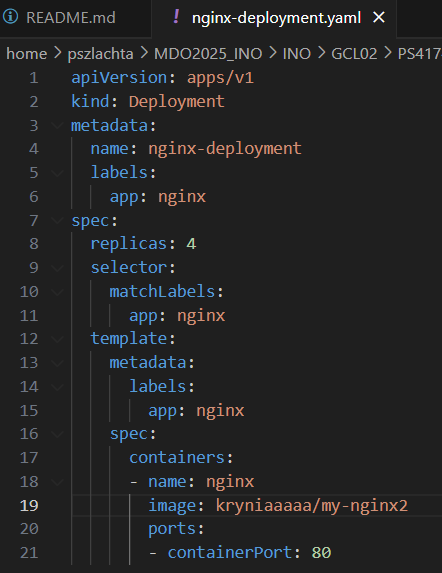 README.md ! nginx-deployment.yaml ×
home > pszlachta > MDO2025_INO > INO > GCL02 > PS417
1 apiVersion: apps/v1
2 kind: Deployment
3 metadata:
4   name: nginx-deployment
5   labels:
6     app: nginx
7 spec:
8   replicas: 4
9   selector:
10     matchLabels:
11       app: nginx
12   template:
13     metadata:
14       labels:
15         app: nginx
16     spec:
17       containers:
18       - name: nginx
19         image: kryniaaaaa/my-nginx2
20         ports:
21         - containerPort: 80